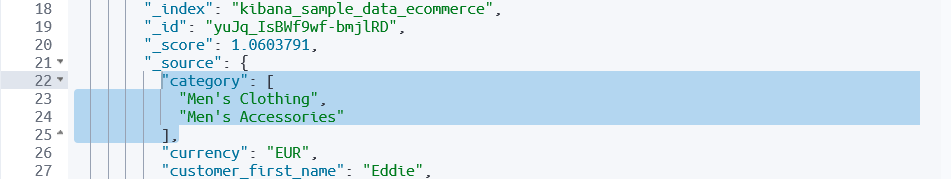 18 "_index": "kibana_sample_data_ecommerce",
19 "_id": "yuJq_IsBWf9wf-bmjlRD",
20 "_score": 1.0603791,
21 "_source": {
22 "category": [
23 "Men's Clothing",
24 "Men's Accessories"
25 ],
26 "currency": "EUR",
27 "customer_first_name": "Eddie",